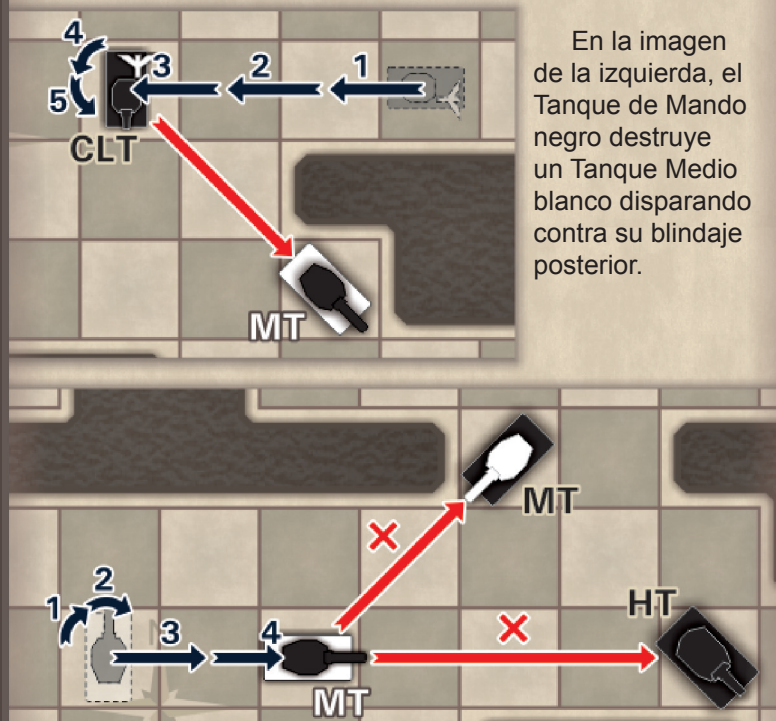 4
3
2
1
5
CLT
MT
En la imagen
de la izquierda, el
Tanque de Mando
negro destruye
un Tanque Medio
blanco disparando
contra su blindaje
posterior.
MT
1
2
3
4
MT
HT